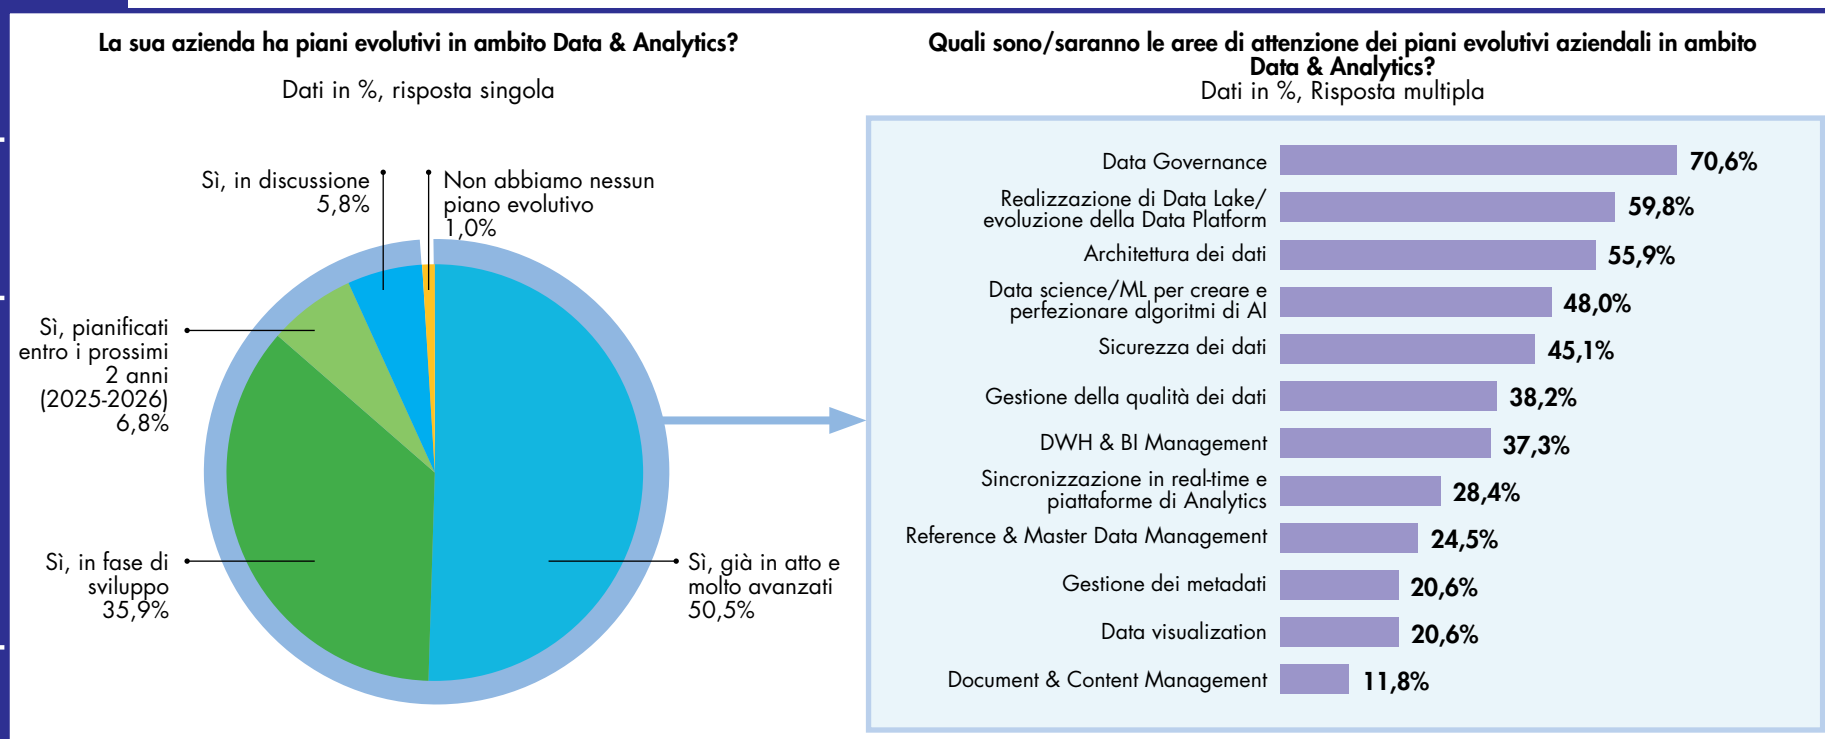 La sua azienda ha piani evolutivi in ambito Data & Analytics?
Dati in %, risposta singola
Sì, in discussione
5,8%
Non abbiamo nessun
piano evolutivo
1,0%
Sì, pianificati
entro i prossimi
2 anni
(2025-2026)
6,8%
Sì, in fase di
sviluppo
35,9%
Sì, già in atto e
molto avanzati
50,5%
Quali sono/saranno le aree di attenzione dei piani evolutivi aziendali in ambito
Data & Analytics?
Dati in %, Risposta multipla
Data Governance 70,6%
Realizzazione di Data Lake/
evoluzione della Data Platform 59,8%
Architettura dei dati 55,9%
Data science/ML per creare e
perfezionare algoritmi di AI 48,0%
Sicurezza dei dati 45,1%
Gestione della qualità dei dati 38,2%
DWH & BI Management 37,3%
Sincronizzazione in real-time e
piattaforme di Analytics 28,4%
Reference & Master Data Management 24,5%
Gestione dei metadati 20,6%
Data visualization 20,6%
Document & Content Management 11,8%